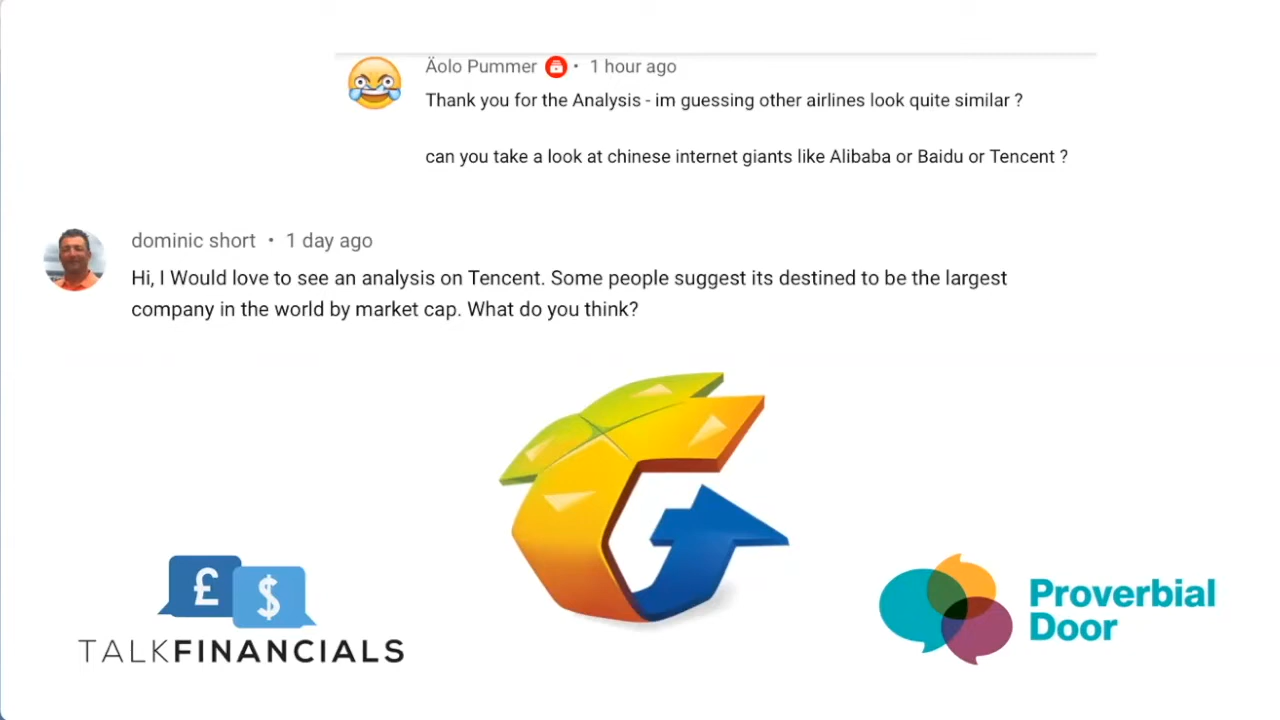 Äolo Pummer • 1 hour ago
Thank you for the Analysis - im guessing other airlines look quite similar ?
can you take a look at chinese internet giants like Alibaba or Baidu or Tencent ?
dominic short • 1 day ago
Hi, I Would love to see an analysis on Tencent. Some people suggest its destined to be the largest
company in the world by market cap. What do you think?
£ $
TALKFINANCIALS
Proverbial
Door